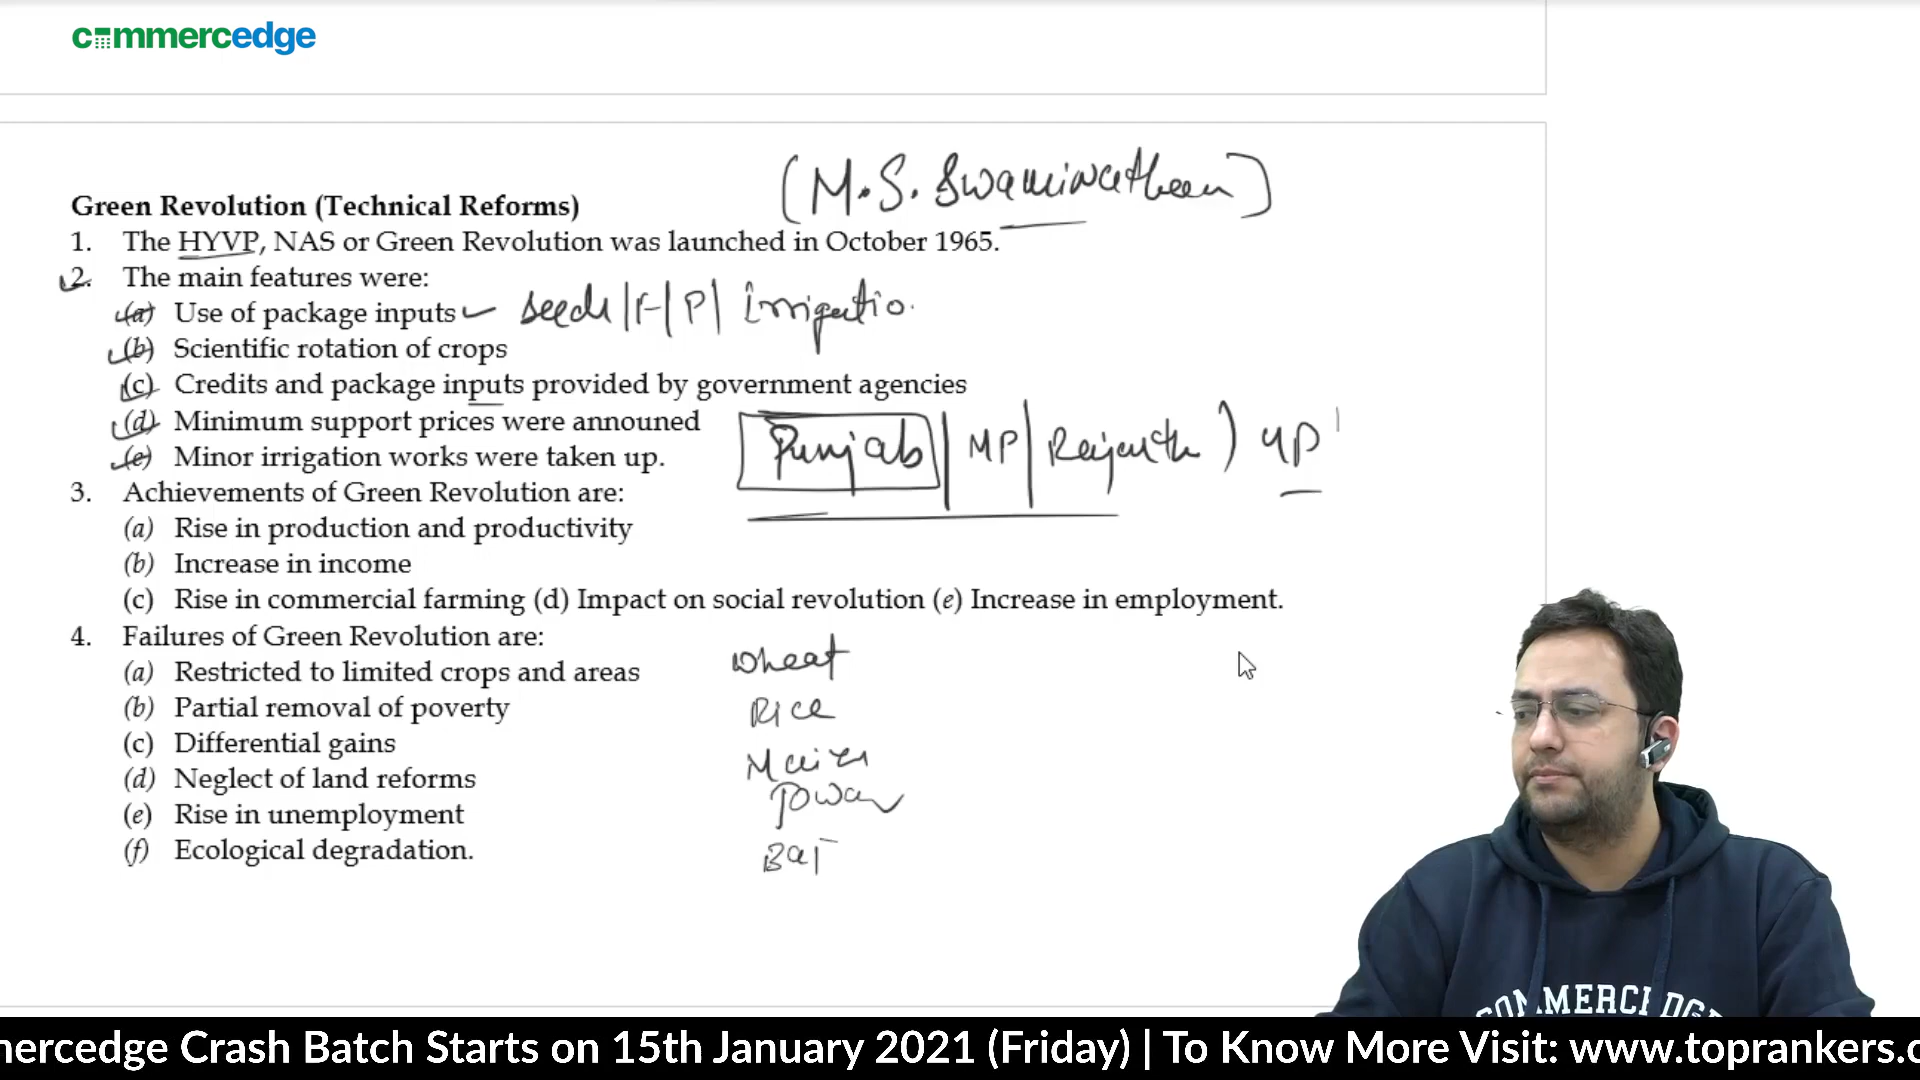 commercedge
(M.S. Swaminathan)
Green Revolution (Technical Reforms)
1. The HYVP, NAS or Green Revolution was launched in October 1965.
2. The main features were:
(a) Use of package inputs seeds|F|P| Irrigatio
(b) Scientific rotation of crops
(c) Credits and package inputs provided by government agencies
(d) Minimum support prices were announed
Punjab | MP | Rajasth ) UP
(e) Minor irrigation works were taken up.
3. Achievements of Green Revolution are:
(a) Rise in production and productivity
(b) Increase in income
(c) Rise in commercial farming (d) Impact on social revolution (e) Increase in employment.
4. Failures of Green Revolution are:
(a) Restricted to limited crops and areas wheat
(b) Partial removal of poverty Rice
(c) Differential gains
(d) Neglect of land reforms
(e) Rise in unemployment
(f) Ecological degradation.
COMMERCEDGE
mercedge Crash Batch Starts on 15th January 2021 (Friday) | To Know More Visit: www.toprankers.c